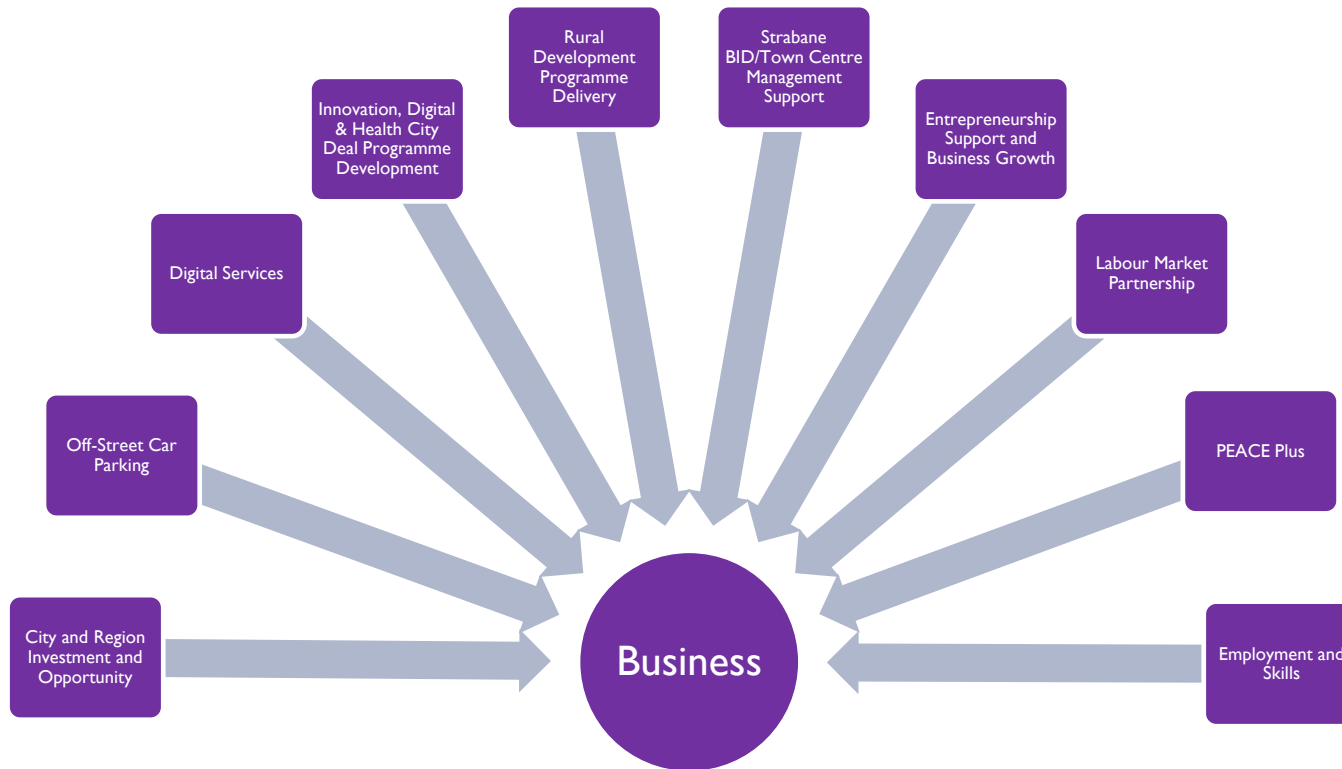 Rural
Development
Programme
Delivery
Strabane
BID/Town Centre
Management
Support
Innovation, Digital
& Health City
Deal Programme
Development
Entrepreneurship
Support and
Business Growth
Digital Services
Labour Market
Partnership
Off-Street Car
Parking
PEACE Plus
City and Region
Investment and
Opportunity
Business
Employment and
Skills